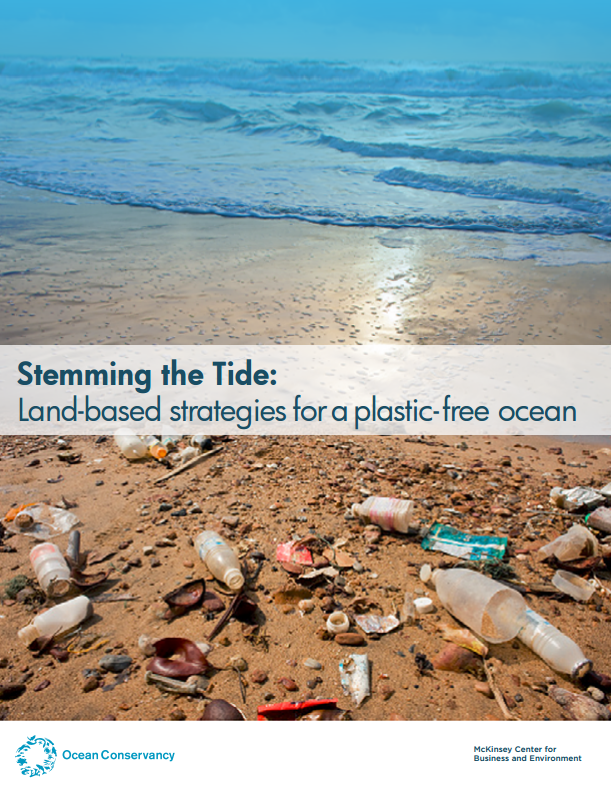 Stemming the Tide:
Land-based strategies for a plastic-free ocean
Ocean Conservancy
McKinsey Center for
Business and Environment